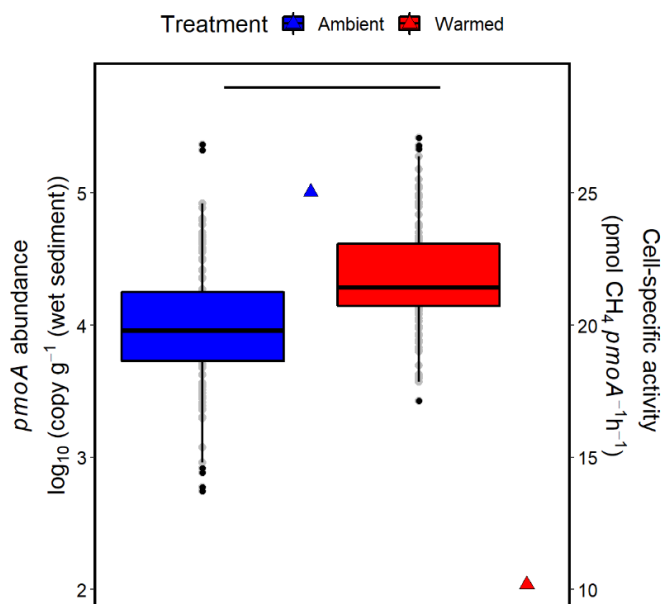 Treatment Ambient Warmed
pmoA abundance
log₁₀ (copy g⁻¹ (wet sediment))
5
4
3
2
25
20
15
10
Cell-specific activity
(pmol CH₄ pmoA⁻¹h⁻¹)